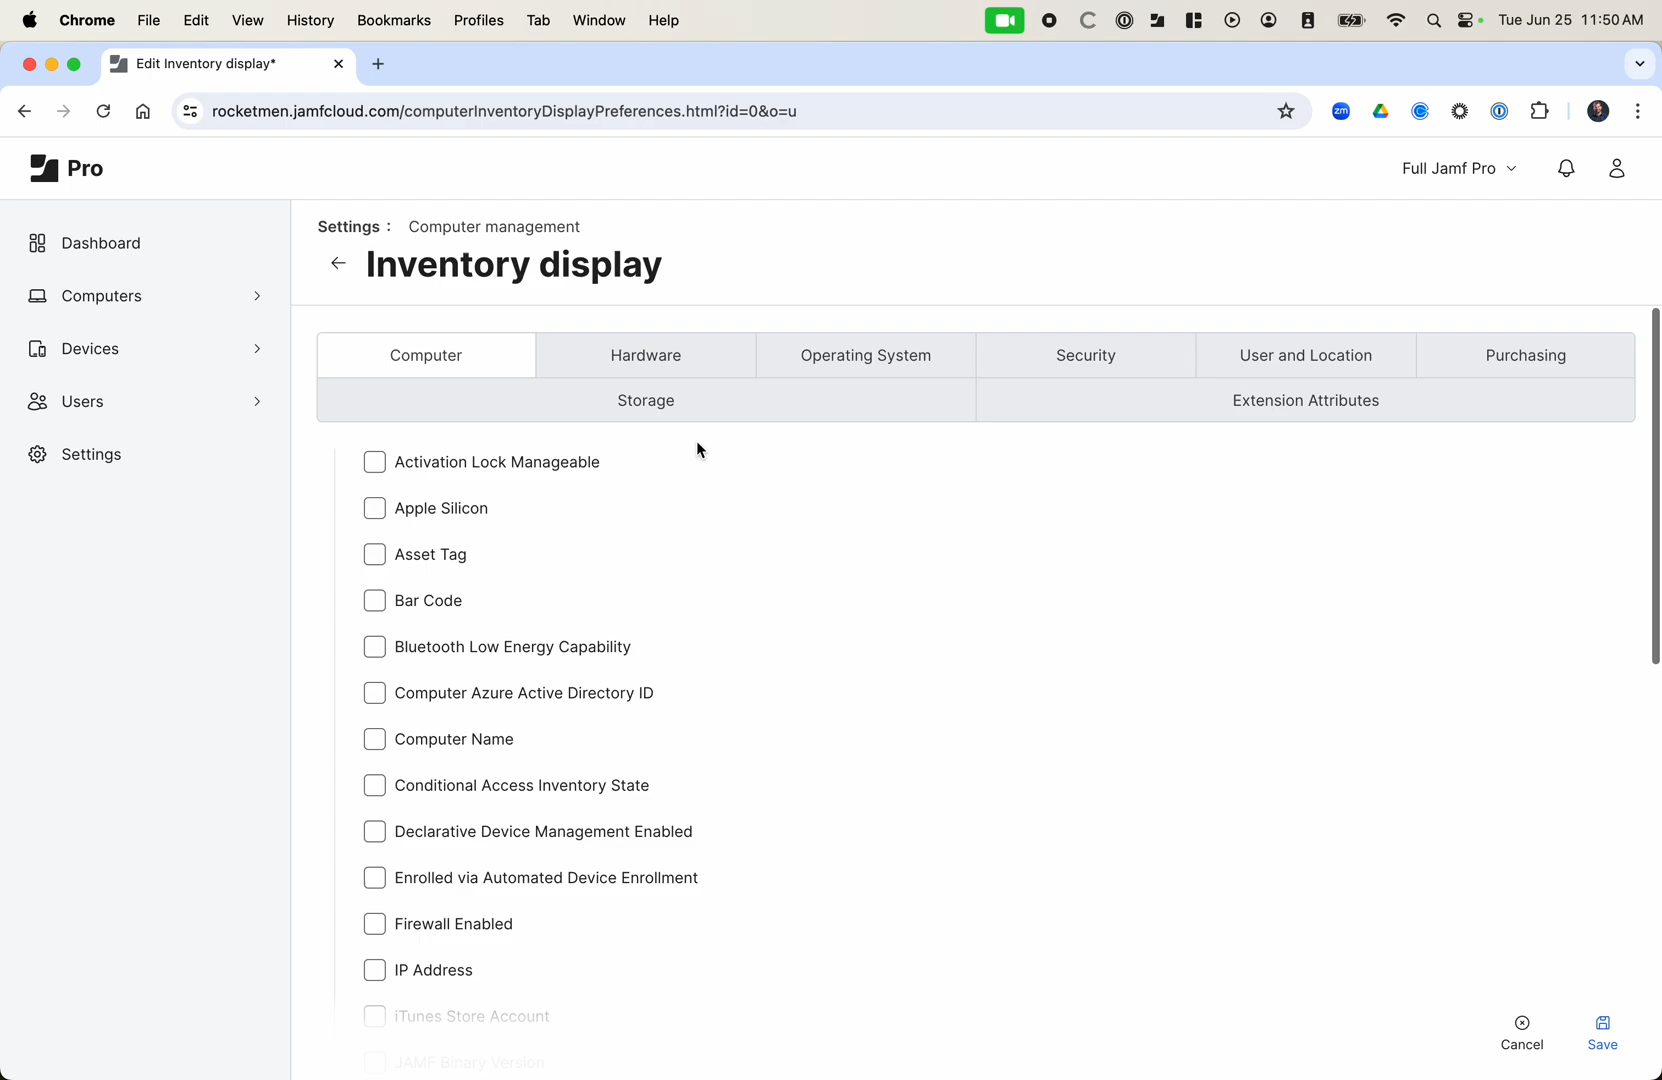 Chrome File Edit View History Bookmarks Profiles Tab Window Help Tue Jun 25 11:50 AM
Edit Inventory display*
rocketmen.jamfcloud.com/computerInventoryDisplayPreferences.html?id=0&o=u
zm
Pro
Full Jamf Pro
Dashboard
Computers
Devices
Users
Settings
Settings : Computer management
Inventory display
Computer Hardware Operating System Security User and Location Purchasing
Storage Extension Attributes
Activation Lock Manageable
Apple Silicon
Asset Tag
Bar Code
Bluetooth Low Energy Capability
Computer Azure Active Directory ID
Computer Name
Conditional Access Inventory State
Declarative Device Management Enabled
Enrolled via Automated Device Enrollment
Firewall Enabled
IP Address
iTunes Store Account
JAMF Binary Version
Cancel Save